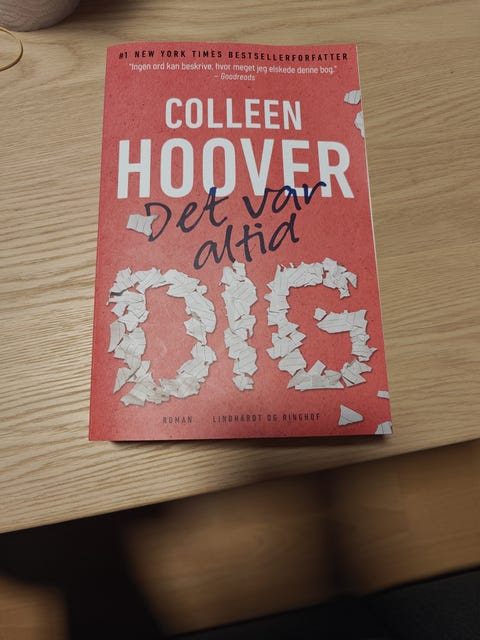 #1 NEW YORK TIMES BESTSELLERFORFATTER
"Ingen ord kan beskrive, hvor meget jeg elskede denne bog."
– Goodreads
COLLEEN
HOOVER
Det var
altid
DIG
ROMAN · LINDHARDT OG RINGHOF